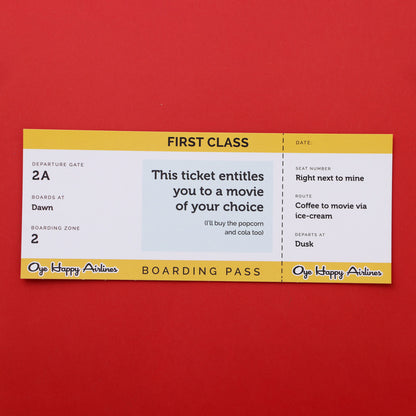 FIRST CLASS
DEPARTURE GATE
2A
BOARDS AT
Dawn
BOARDING ZONE
2
This ticket entitles
you to a movie
of your choice
(I'll buy the popcorn
and cola too)
Oye Happy Airlines
BOARDING PASS
DATE:
SEAT NUMBER
Right next to mine
ROUTE
Coffee to movie via
ice-cream
DEPARTS AT
Dusk
Oye Happy Airlines